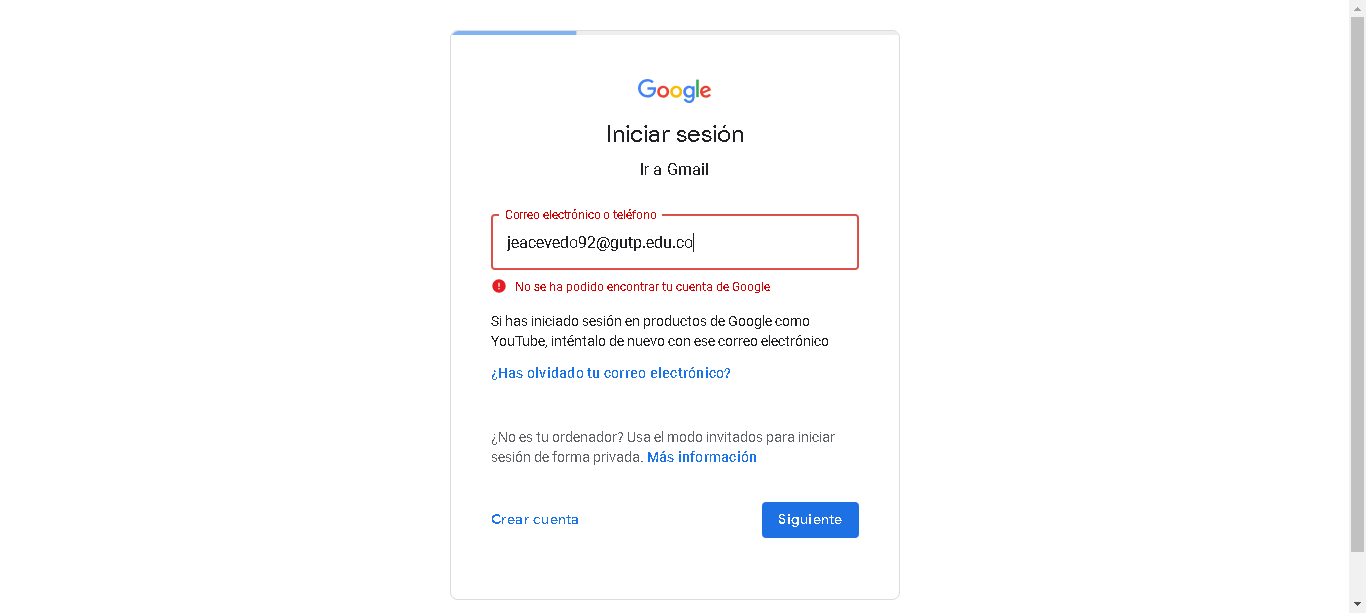 Google
Iniciar sesión
Ir a Gmail
Correo electrónico o teléfono
jeacevedo92@gutp.edu.co
No se ha podido encontrar tu cuenta de Google
Si has iniciado sesión en productos de Google como
YouTube, inténtalo de nuevo con ese correo electrónico
¿Has olvidado tu correo electrónico?
¿No es tu ordenador? Usa el modo invitados para iniciar
sesión de forma privada. Más información
Crear cuenta
Siguiente